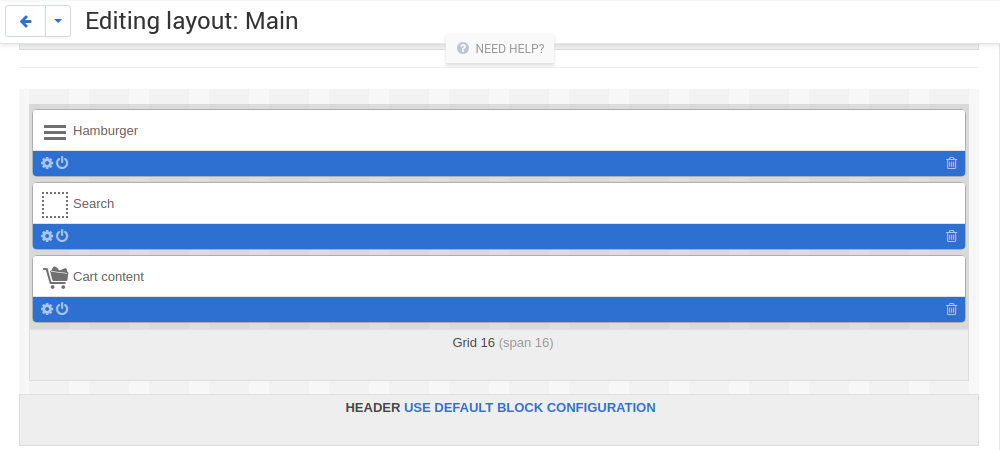 Editing layout: Main
NEED HELP?
Hamburger
Search
Cart content
Grid 16 (span 16)
HEADER USE DEFAULT BLOCK CONFIGURATION